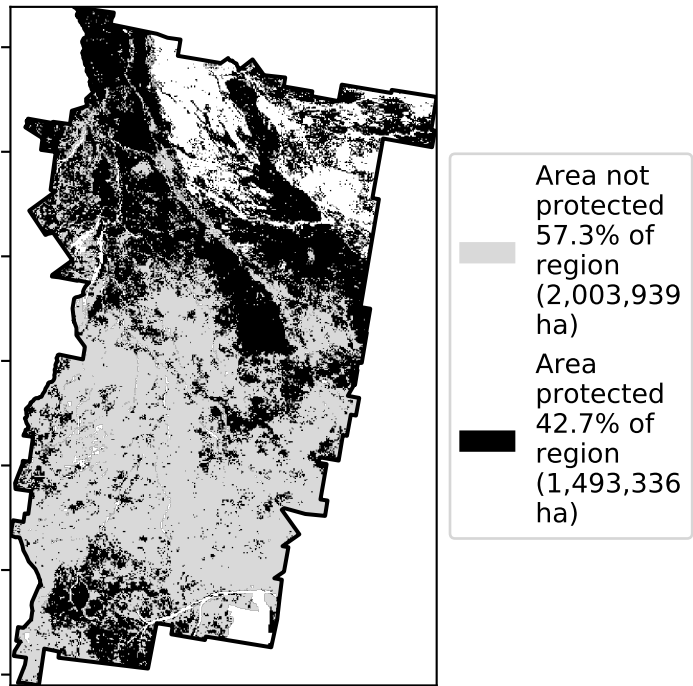 Area not
protected
57.3% of
region
(2,003,939
ha)
Area
protected
42.7% of
region
(1,493,336
ha)